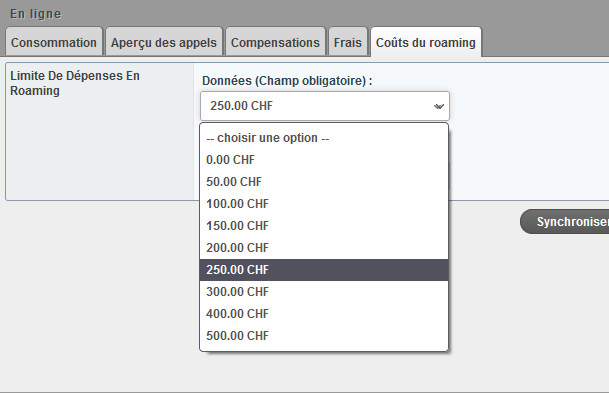 En ligne
Consommation
Aperçu des appels
Compensations
Frais
Coûts du roaming
Limite De Dépenses En
Roaming
Données (Champ obligatoire) :
250.00 CHF
-- choisir une option --
0.00 CHF
50.00 CHF
100.00 CHF
150.00 CHF
200.00 CHF
250.00 CHF
300.00 CHF
400.00 CHF
500.00 CHF
Synchroniser